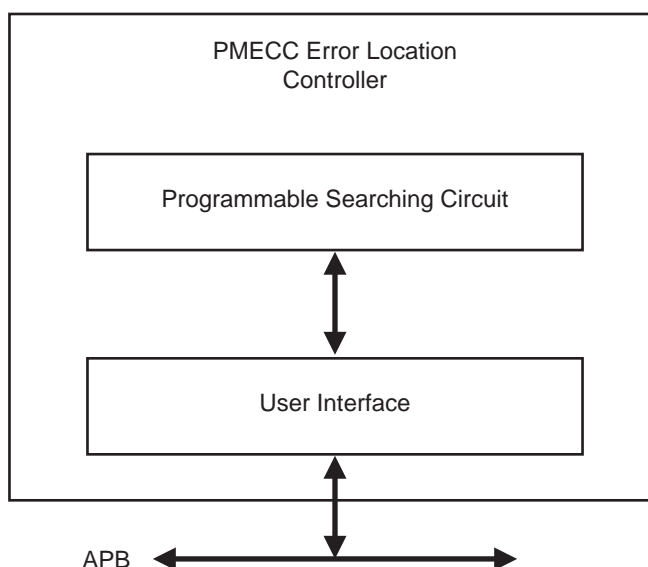 PMECC Error Location
Controller
Programmable Searching Circuit
User Interface
APB